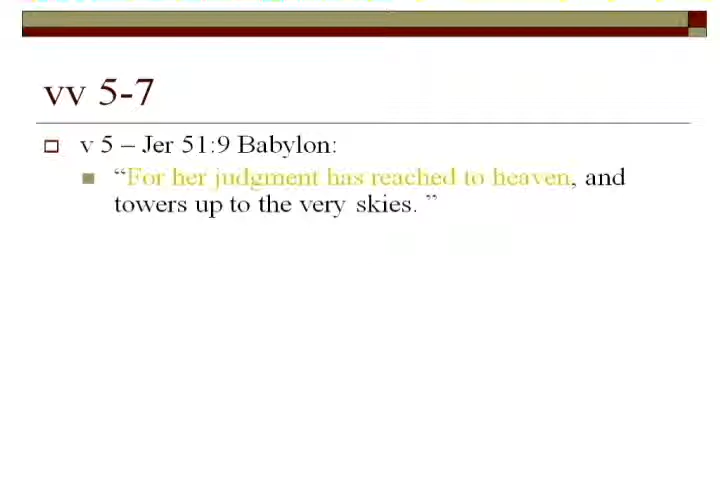 vv 5-7
v 5 – Jer 51:9 Babylon:
“For her judgment has reached to heaven, and
towers up to the very skies. ”